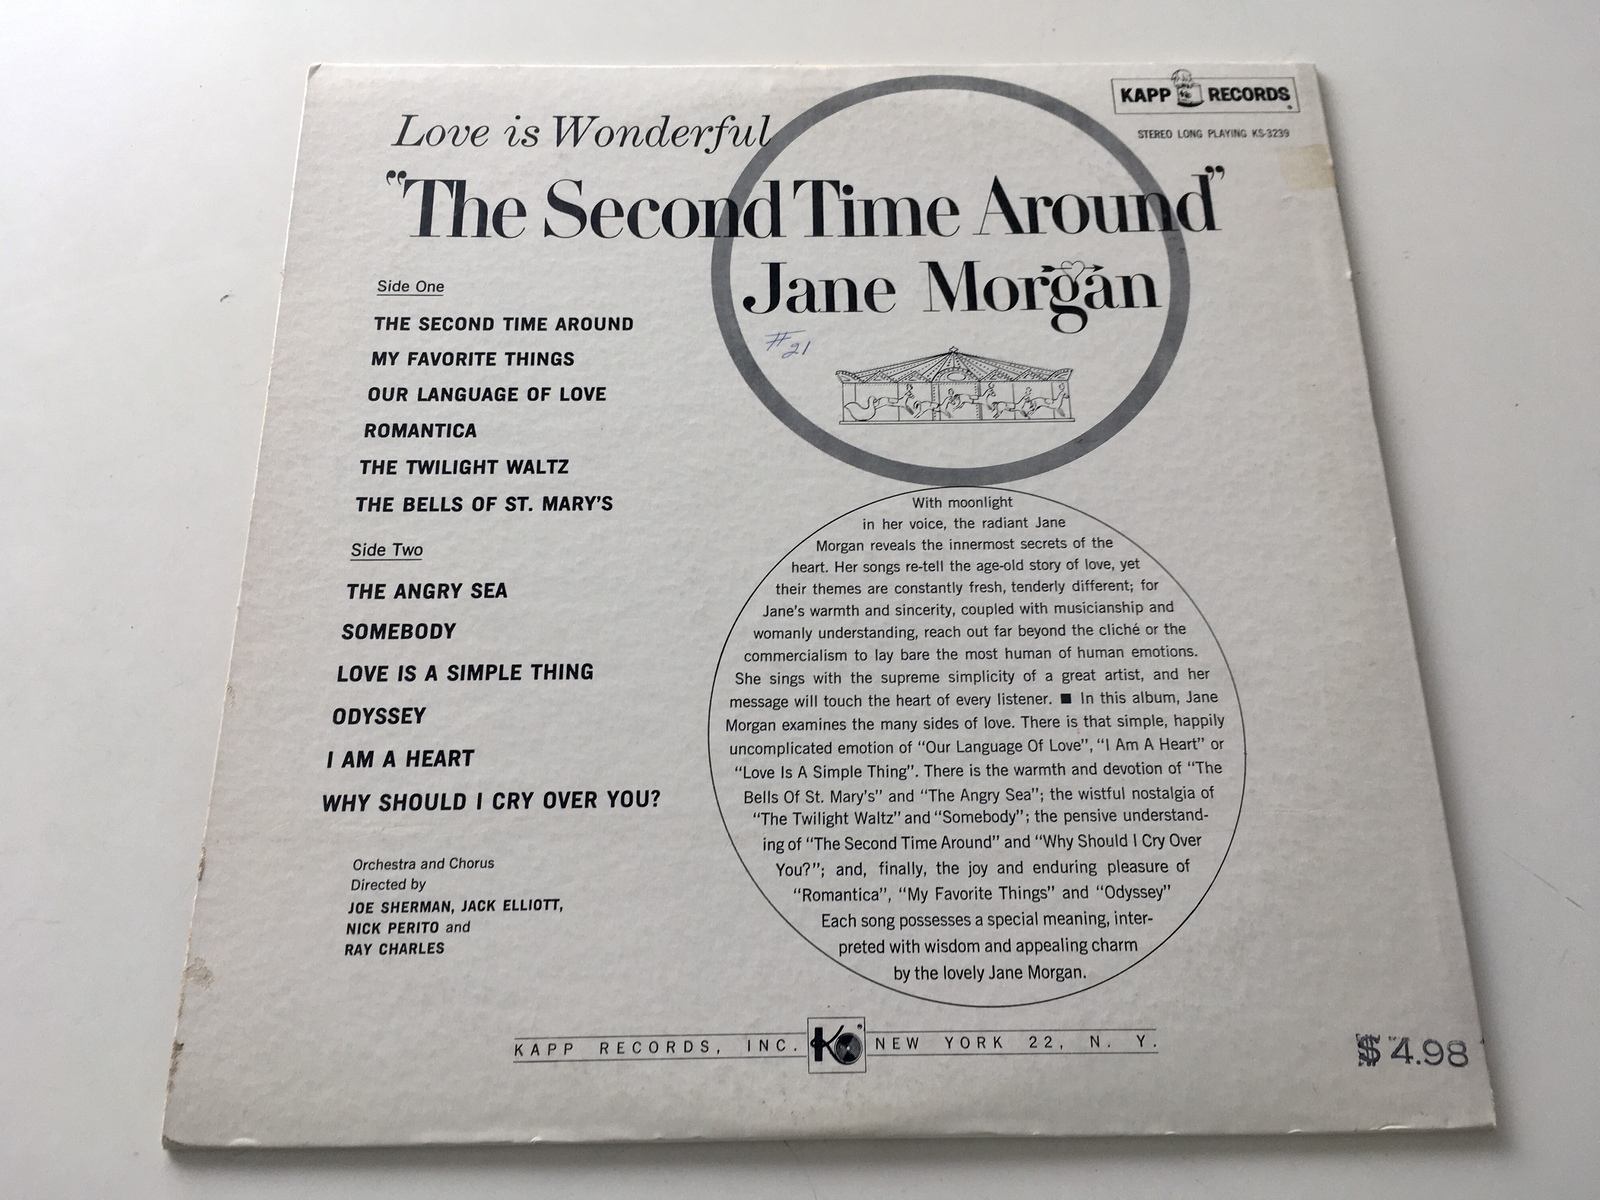 KAPP RECORDS
STEREO LONG PLAYING KS-3239
Love is Wonderful
"The Second Time Around"
Jane Morgan
#21
Side One
THE SECOND TIME AROUND
MY FAVORITE THINGS
OUR LANGUAGE OF LOVE
ROMANTICA
THE TWILIGHT WALTZ
THE BELLS OF ST. MARY'S
Side Two
THE ANGRY SEA
SOMEBODY
LOVE IS A SIMPLE THING
ODYSSEY
I AM A HEART
WHY SHOULD I CRY OVER YOU?
Orchestra and Chorus
Directed by
JOE SHERMAN, JACK ELLIOTT,
NICK PERITO and
RAY CHARLES
With moonlight
in her voice, the radiant Jane
Morgan reveals the innermost secrets of the
heart. Her songs re-tell the age-old story of love, yet
their themes are constantly fresh, tenderly different; for
Jane's warmth and sincerity, coupled with musicianship and
womanly understanding, reach out far beyond the cliché or the
commercialism to lay bare the most human of human emotions.
She sings with the supreme simplicity of a great artist, and her
message will touch the heart of every listener. ■ In this album, Jane
Morgan examines the many sides of love. There is that simple, happily
uncomplicated emotion of "Our Language Of Love", "I Am A Heart" or
"Love Is A Simple Thing". There is the warmth and devotion of "The
Bells Of St. Mary's" and "The Angry Sea"; the wistful nostalgia of
"The Twilight Waltz" and "Somebody"; the pensive understand-
ing of "The Second Time Around" and "Why Should I Cry Over
You?"; and, finally, the joy and enduring pleasure of
"Romantica", "My Favorite Things" and "Odyssey"
Each song possesses a special meaning, inter-
preted with wisdom and appealing charm
by the lovely Jane Morgan.
KAPP RECORDS, INC. K NEW YORK 22, N. Y.
$ 4.98